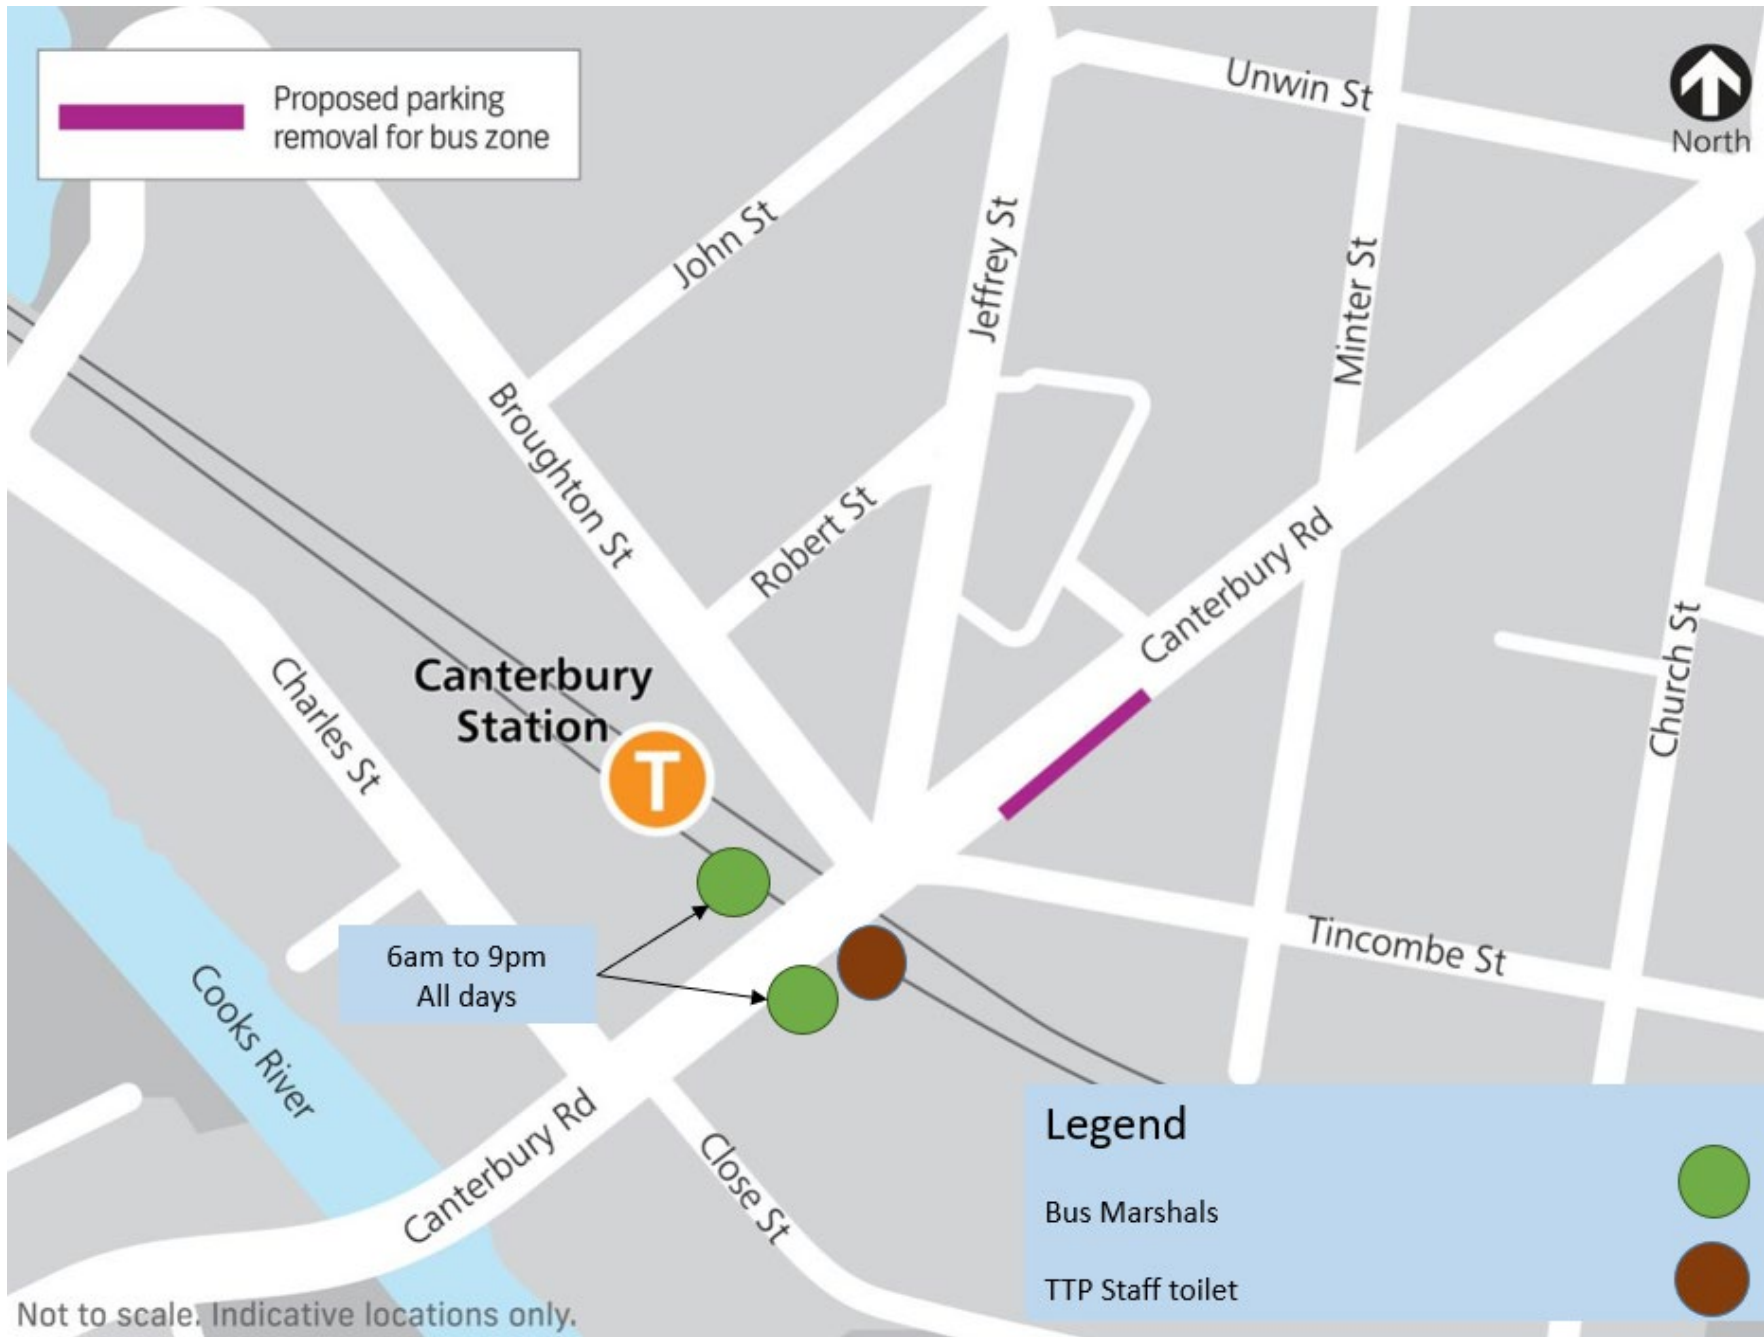 Proposed parking
removal for bus zone
North
Unwin St
John St
Jeffrey St
Minter St
Broughton St
Robert St
Canterbury Rd
Church St
Canterbury
Station
T
Charles St
6am to 9pm
All days
Tincombe St
Cooks River
Canterbury Rd
Close St
Legend
Bus Marshals
TTP Staff toilet
Not to scale. Indicative locations only.